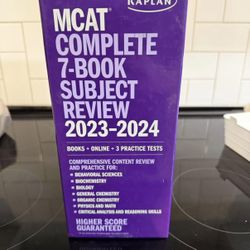 KAPLAN
MCAT®
COMPLETE
7-BOOK
SUBJECT
REVIEW
2023-2024
BOOKS + ONLINE + 3 PRACTICE TESTS
COMPREHENSIVE CONTENT REVIEW
AND PRACTICE FOR:
• BEHAVIORAL SCIENCES
• BIOCHEMISTRY
• BIOLOGY
• GENERAL CHEMISTRY
• ORGANIC CHEMISTRY
• PHYSICS AND MATH
• CRITICAL ANALYSIS AND REASONING SKILLS
HIGHER SCORE
GUARANTEED